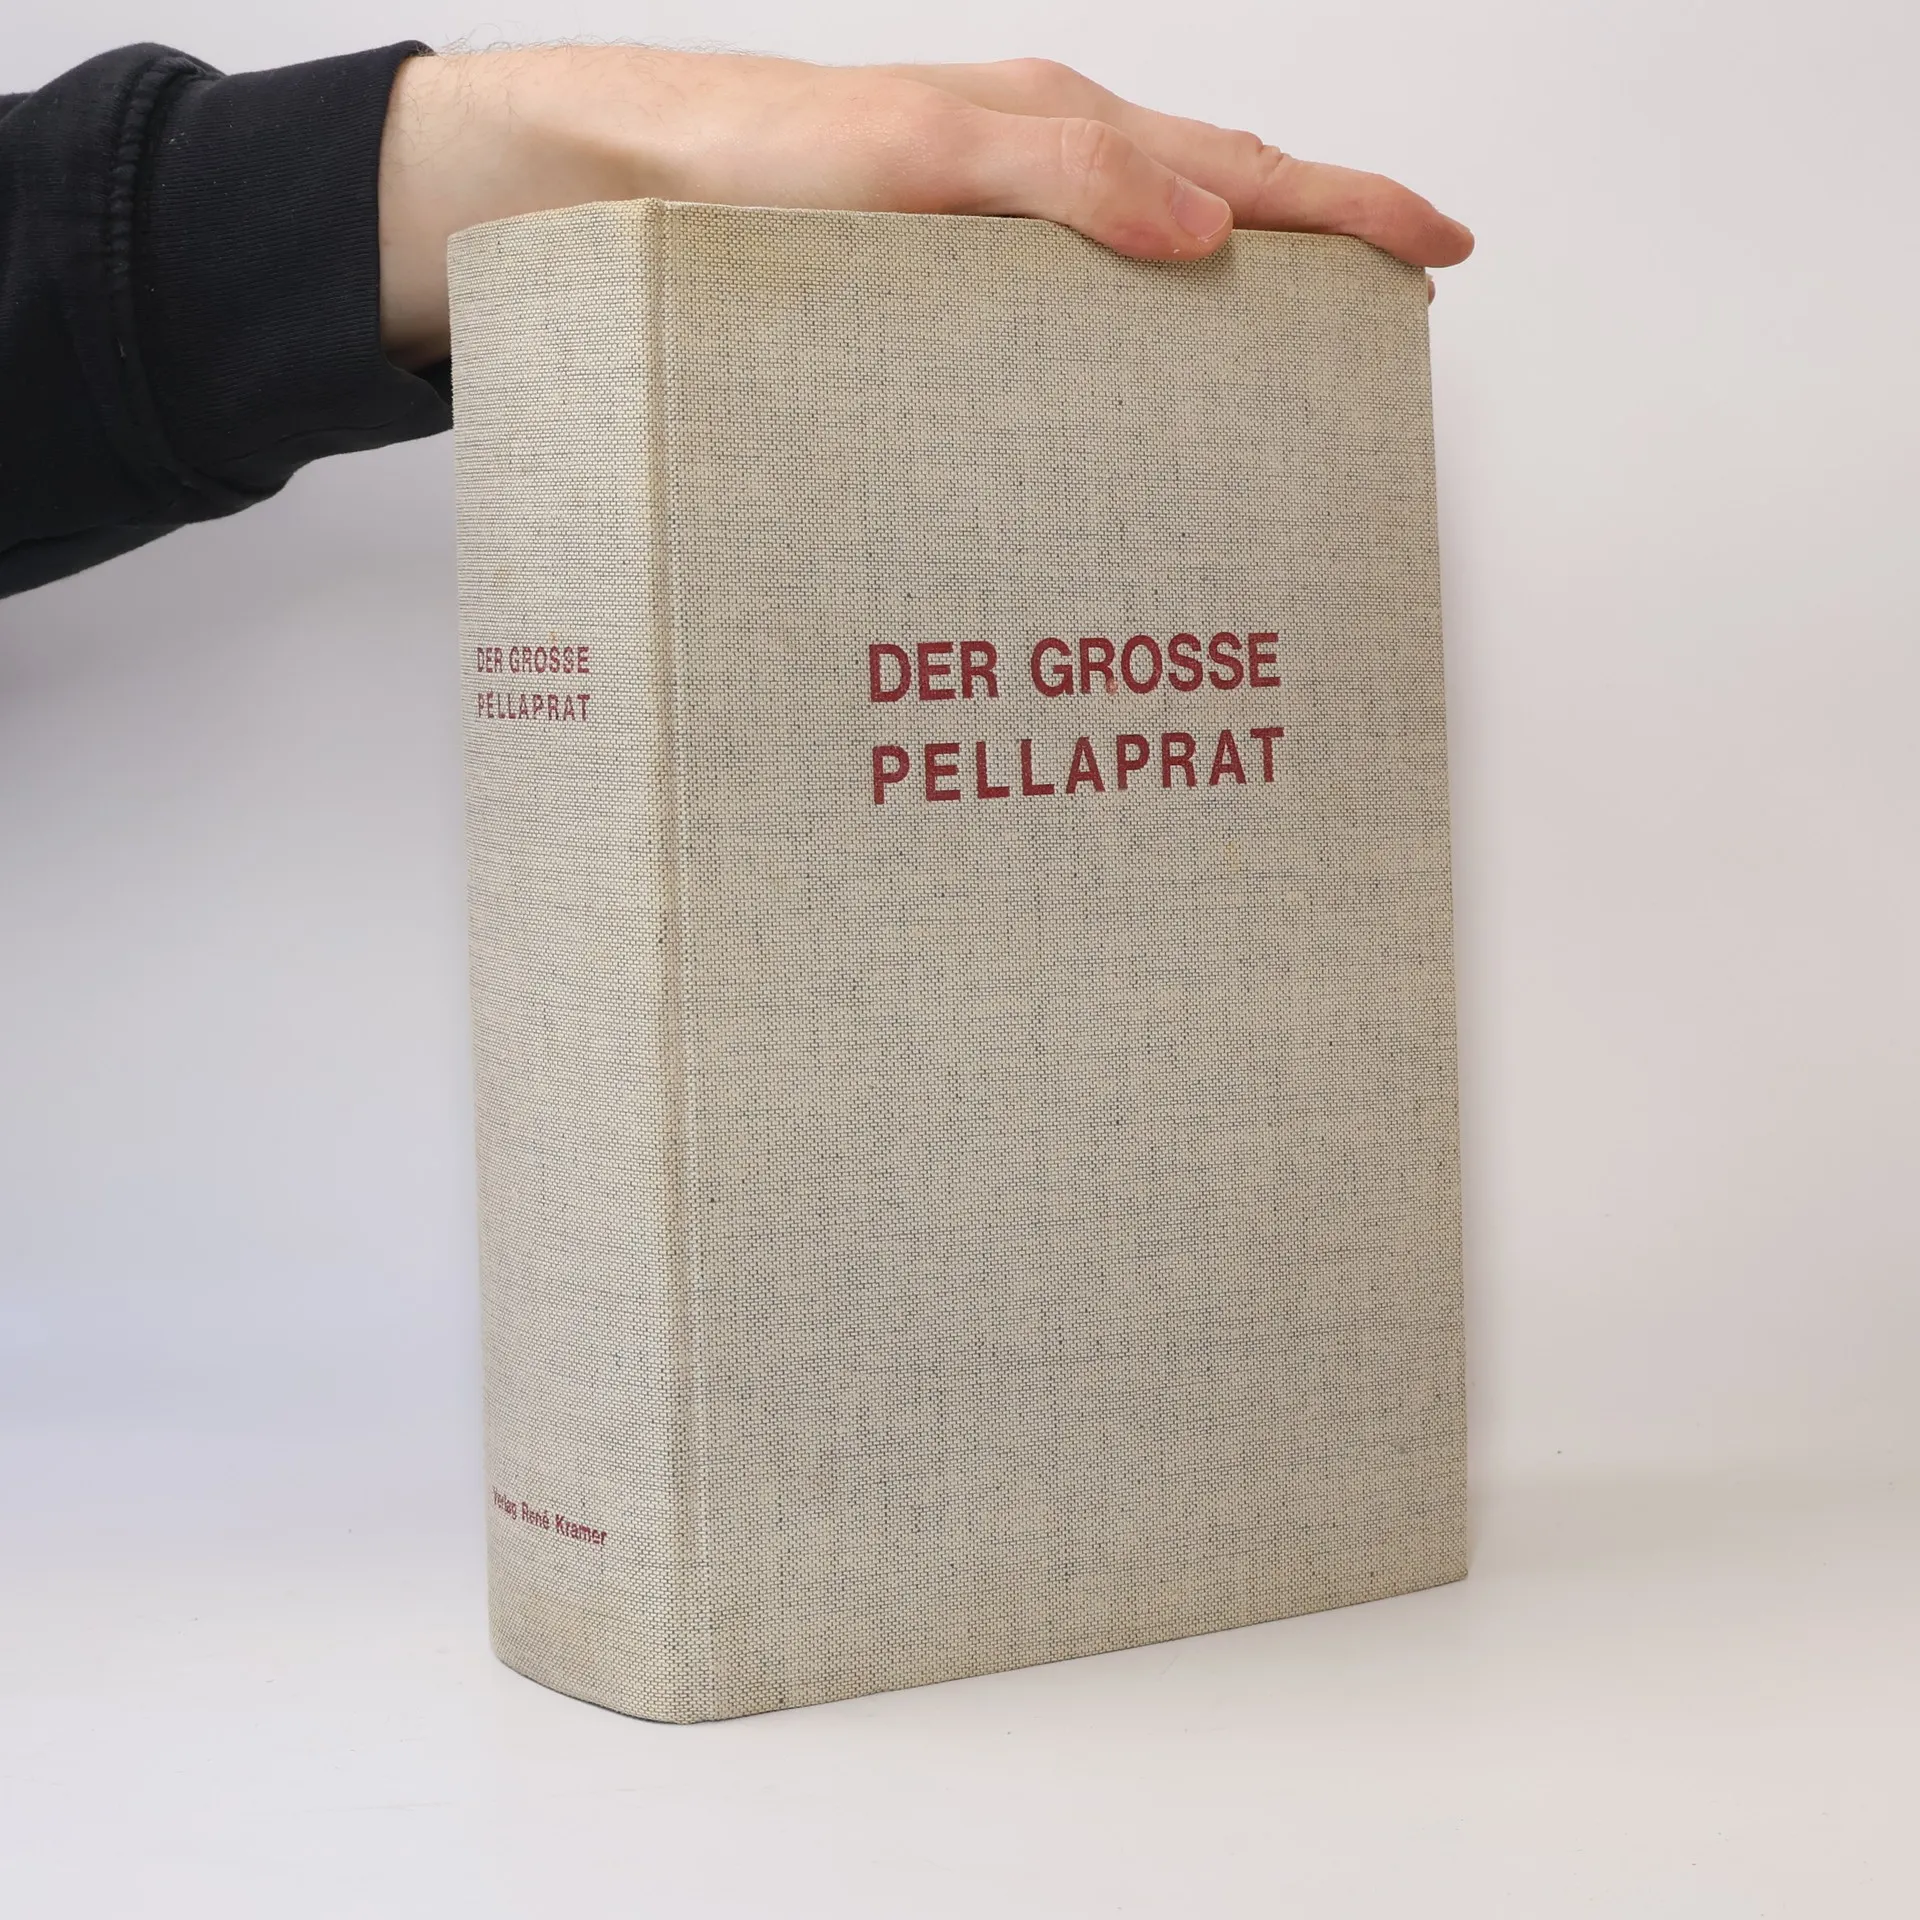 DER GROSSE
PELLAPRAT
Verlag René Kramer
DER GROSSE
PELLAPRAT